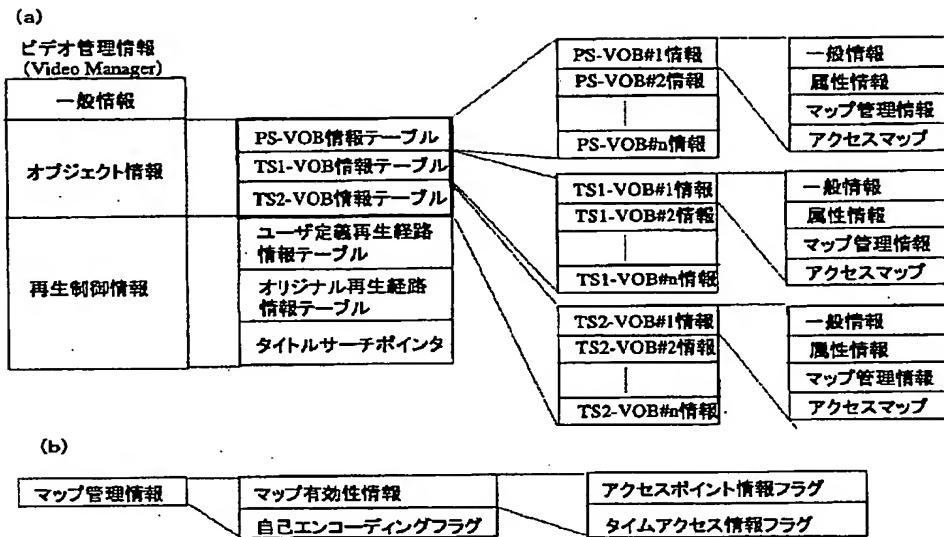 (a)
ビデオ管理情報
(Video Manager)
一般情報
オブジェクト情報
再生制御情報
PS-VOB情報テーブル
TS1-VOB情報テーブル
TS2-VOB情報テーブル
ユーザ定義再生経路
情報テーブル
オリジナル再生経路
情報テーブル
タイトルサーチポインタ
PS-VOB#1情報
PS-VOB#2情報
PS-VOB#n情報
一般情報
属性情報
マップ管理情報
アクセスマップ
TS1-VOB#1情報
TS1-VOB#2情報
TS1-VOB#n情報
一般情報
属性情報
マップ管理情報
アクセスマップ
TS2-VOB#1情報
TS2-VOB#2情報
TS2-VOB#n情報
一般情報
属性情報
マップ管理情報
アクセスマップ
(b)
マップ管理情報
マップ有効性情報
自己エンコーディングフラグ
アクセスポイント情報フラグ
タイムアクセス情報フラグ